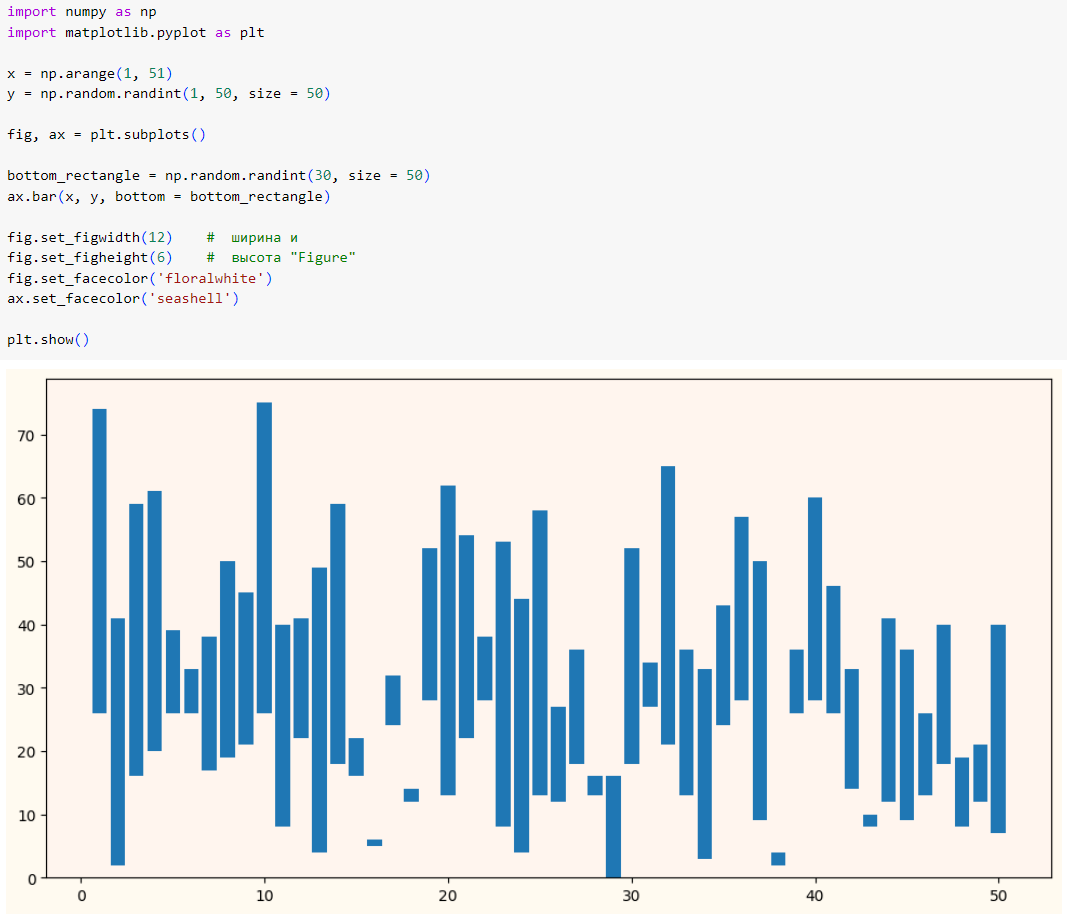 import numpy as np
import matplotlib.pyplot as plt
x = np.arange(1, 51)
y = np.random.randint(1, 50, size = 50)
fig, ax = plt.subplots()
bottom_rectangle = np.random.randint(30, size = 50)
ax.bar(x, y, bottom = bottom_rectangle)
fig.set_figwidth(12)    #  ширина и
fig.set_figheight(6)    #  высота "Figure"
fig.set_facecolor('floralwhite')
ax.set_facecolor('seashell')
plt.show()
70
60
50
40
30
20
10
0
0 10 20 30 40 50